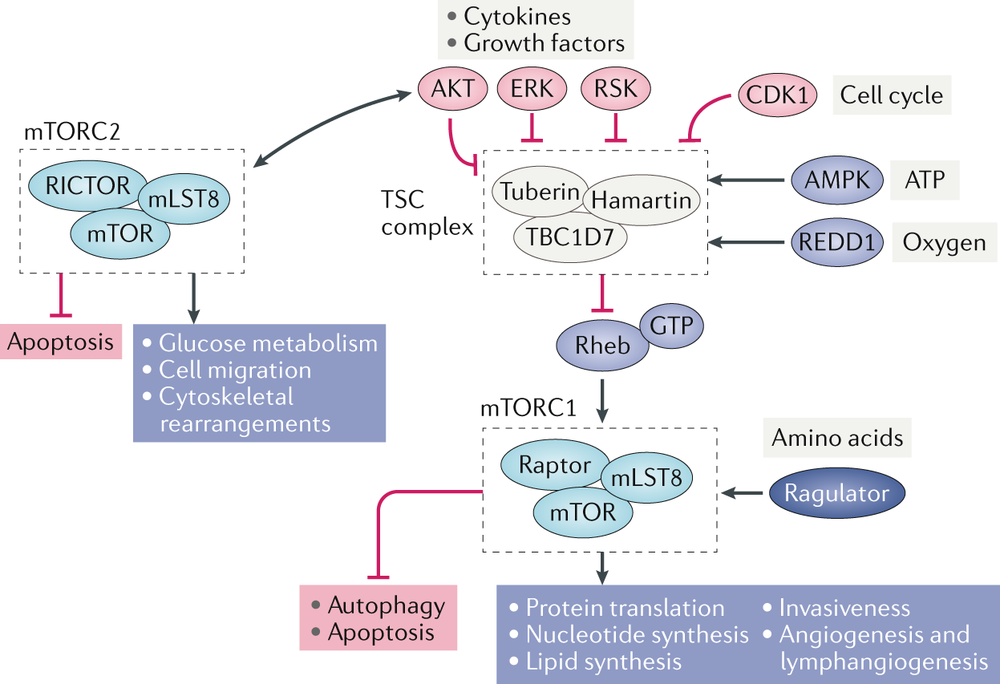 • Cytokines
• Growth factors
AKT
ERK
RSK
CDK1
Cell cycle
mTORC2
RICTOR
mLST8
mTOR
TSC
complex
Tuberin
Hamartin
TBC1D7
AMPK
ATP
REDD1
Oxygen
Apoptosis
• Glucose metabolism
• Cell migration
• Cytoskeletal
rearrangements
Rheb
GTP
mTORC1
Raptor
mLST8
mTOR
Amino acids
Ragulator
• Autophagy
• Apoptosis
• Protein translation
• Nucleotide synthesis
• Lipid synthesis
• Invasiveness
• Angiogenesis and
lymphangiogenesis